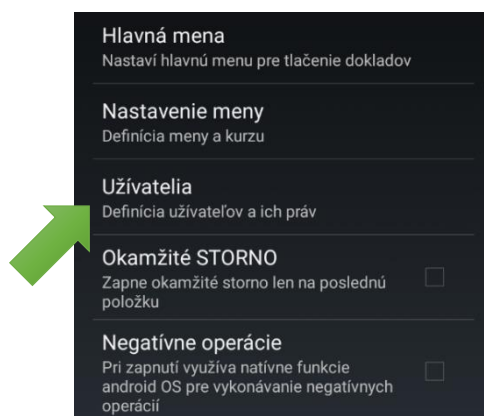 Hlavná mena
Nastaví hlavnú menu pre tlačenie dokladov
Nastavenie meny
Definícia meny a kurzu
Užívatelia
Definícia užívateľov a ich práv
Okamžité STORNO
Zapne okamžité storno len na poslednú
položku
Negatívne operácie
Pri zapnutí využíva natívne funkcie
android OS pre vykonávanie negatívnych
operácií